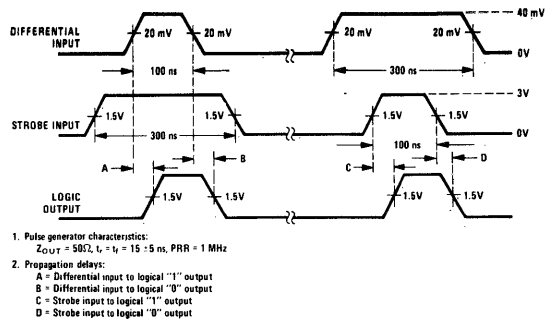 40 mV
DIFFERENTIAL
INPUT
20 mV
20 mV
20 mV
20 mV
0V
100 ns
300 ns
3V
STROBE INPUT
1.5V
1.5V
1.5V
1.5V
0V
300 ns
100 ns
A
B
C
D
LOGIC
OUTPUT
1.5V
1.5V
1.5V
1.5V
1. Pulse generator characteristics:
ZOUT = 50Ω, tr = tf = 15 ±5 ns, PRR = 1 MHz
2. Propagation delays:
A = Differential input to logical "1" output
B = Differential input to logical "0" output
C = Strobe input to logical "1" output
D = Strobe input to logical "0" output